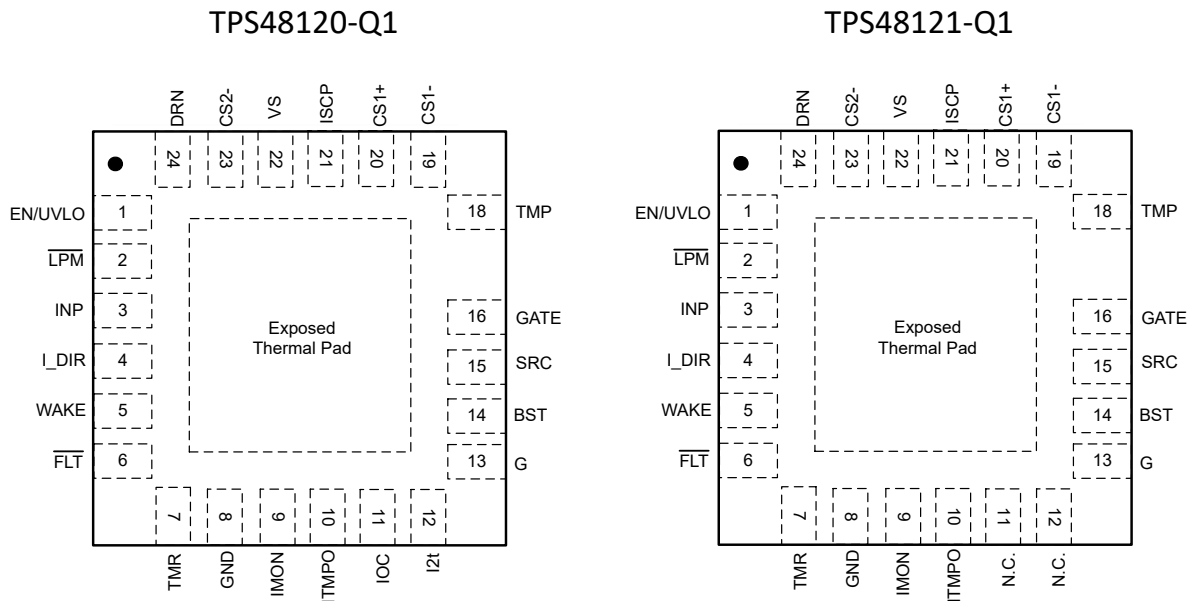 TPS48120-Q1
DRN
CS2-
VS
ISCP
CS1+
CS1-
24
23
22
21
20
19
EN/UVLO
1
LPM
2
INP
3
I_DIR
4
WAKE
5
FLT
6
18
TMP
16
GATE
15
SRC
14
BST
13
G
Exposed
Thermal Pad
7
8
9
10
11
12
TMR
GND
IMON
ITMPO
IOC
I2t
TPS48121-Q1
DRN
CS2-
VS
ISCP
CS1+
CS1-
24
23
22
21
20
19
EN/UVLO
1
LPM
2
INP
3
I_DIR
4
WAKE
5
FLT
6
18
TMP
16
GATE
15
SRC
14
BST
13
G
Exposed
Thermal Pad
7
8
9
10
11
12
TMR
GND
IMON
ITMPO
N.C.
N.C.